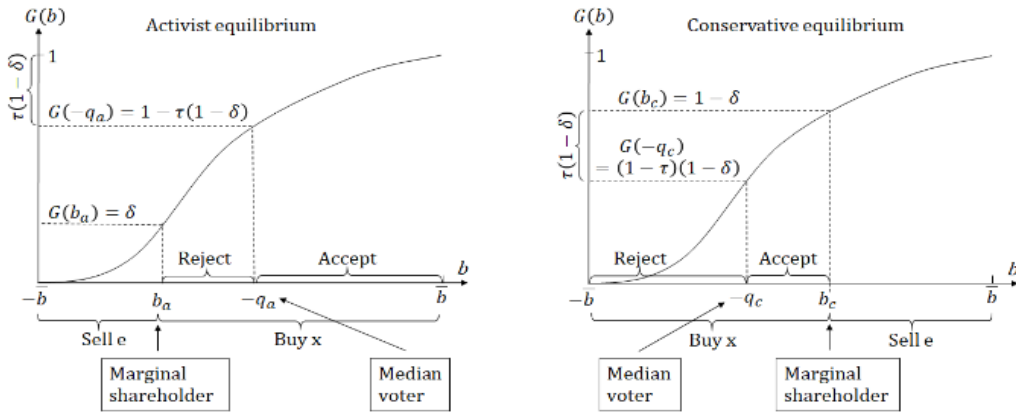 G(b)
Activist equilibrium
1
τ(1 − δ)
G(−q_a) = 1 − τ(1 − δ)
G(b_a) = δ
Reject
Accept
b
−b̅
b_a
−q_a
b̅
Sell e
Buy x
Marginal
shareholder
Median
voter
G(b)
Conservative equilibrium
1
G(b_c) = 1 − δ
τ(1 − δ)
G(−q_c)
= (1 − τ)(1 − δ)
Reject
Accept
b
−b̅
−q_c
b_c
b̅
Buy x
Sell e
Median
voter
Marginal
shareholder